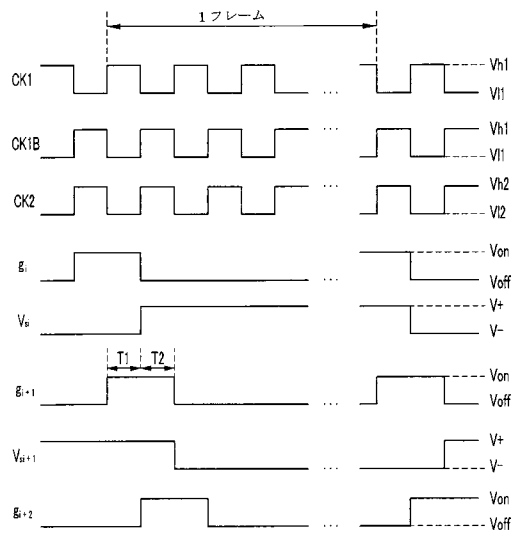 1フレーム
CK1 Vh1
Vl1
CK1B Vh1
Vl1
CK2 Vh2
Vl2
gi Von
Voff
Vsi V+
V-
T1 T2
gi+1 Von
Voff
Vsi+1 V+
V-
gi+2 Von
Voff